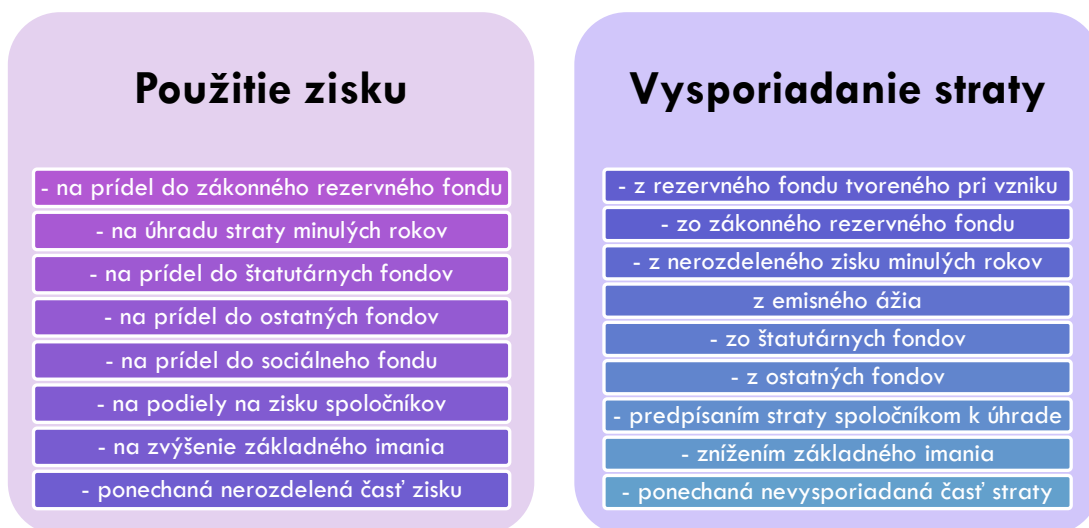 Použitie zisku
- na prídel do zákonného rezervného fondu
- na úhradu straty minulých rokov
- na prídel do štatutárnych fondov
- na prídel do ostatných fondov
- na prídel do sociálneho fondu
- na podiely na zisku spoločníkov
- na zvýšenie základného imania
- ponechaná nerozdelená časť zisku
Vysporiadanie straty
- z rezervného fondu tvoreného pri vzniku
- zo zákonného rezervného fondu
- z nerozdeleného zisku minulých rokov
z emisného ážia
- zo štatutárnych fondov
- z ostatných fondov
- predpísaním straty spoločníkom k úhrade
- znížením základného imania
- ponechaná nevysporiadaná časť straty